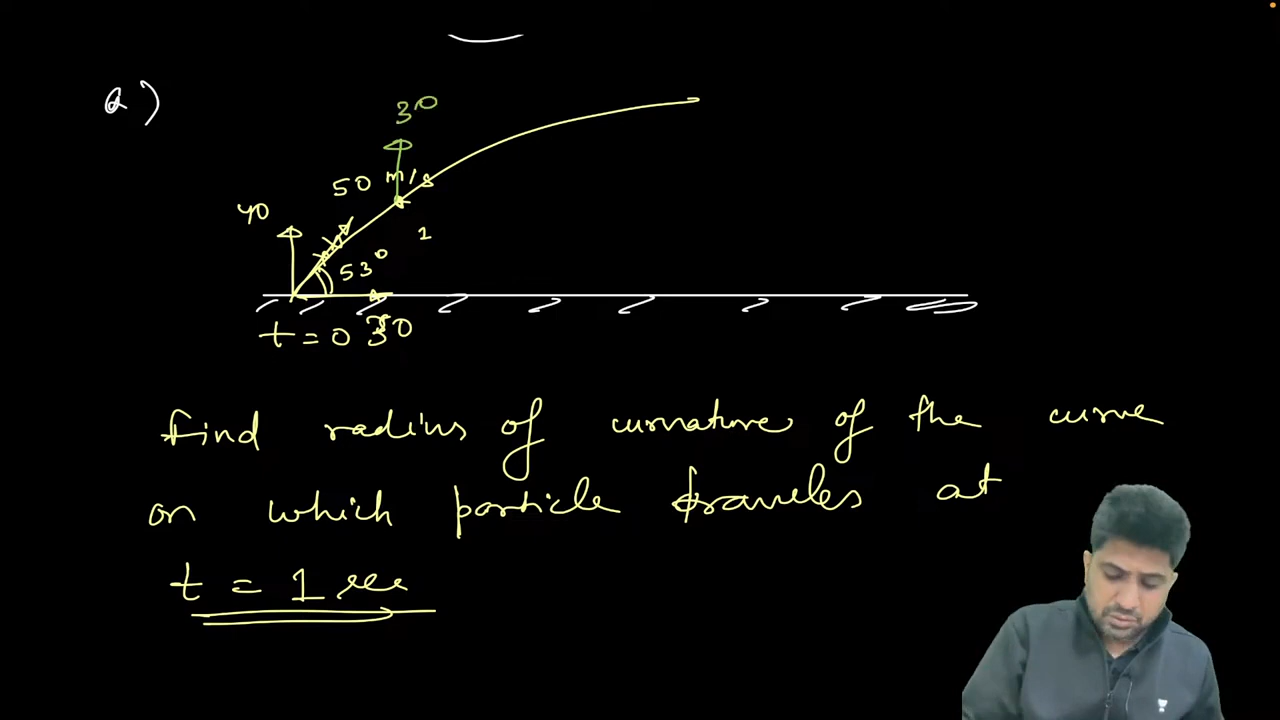 Q)
30
50 m/s
40
1
53°
t = 0 30
Find radius of curvature of the curve
on which particle traveles at
t = 1 sec